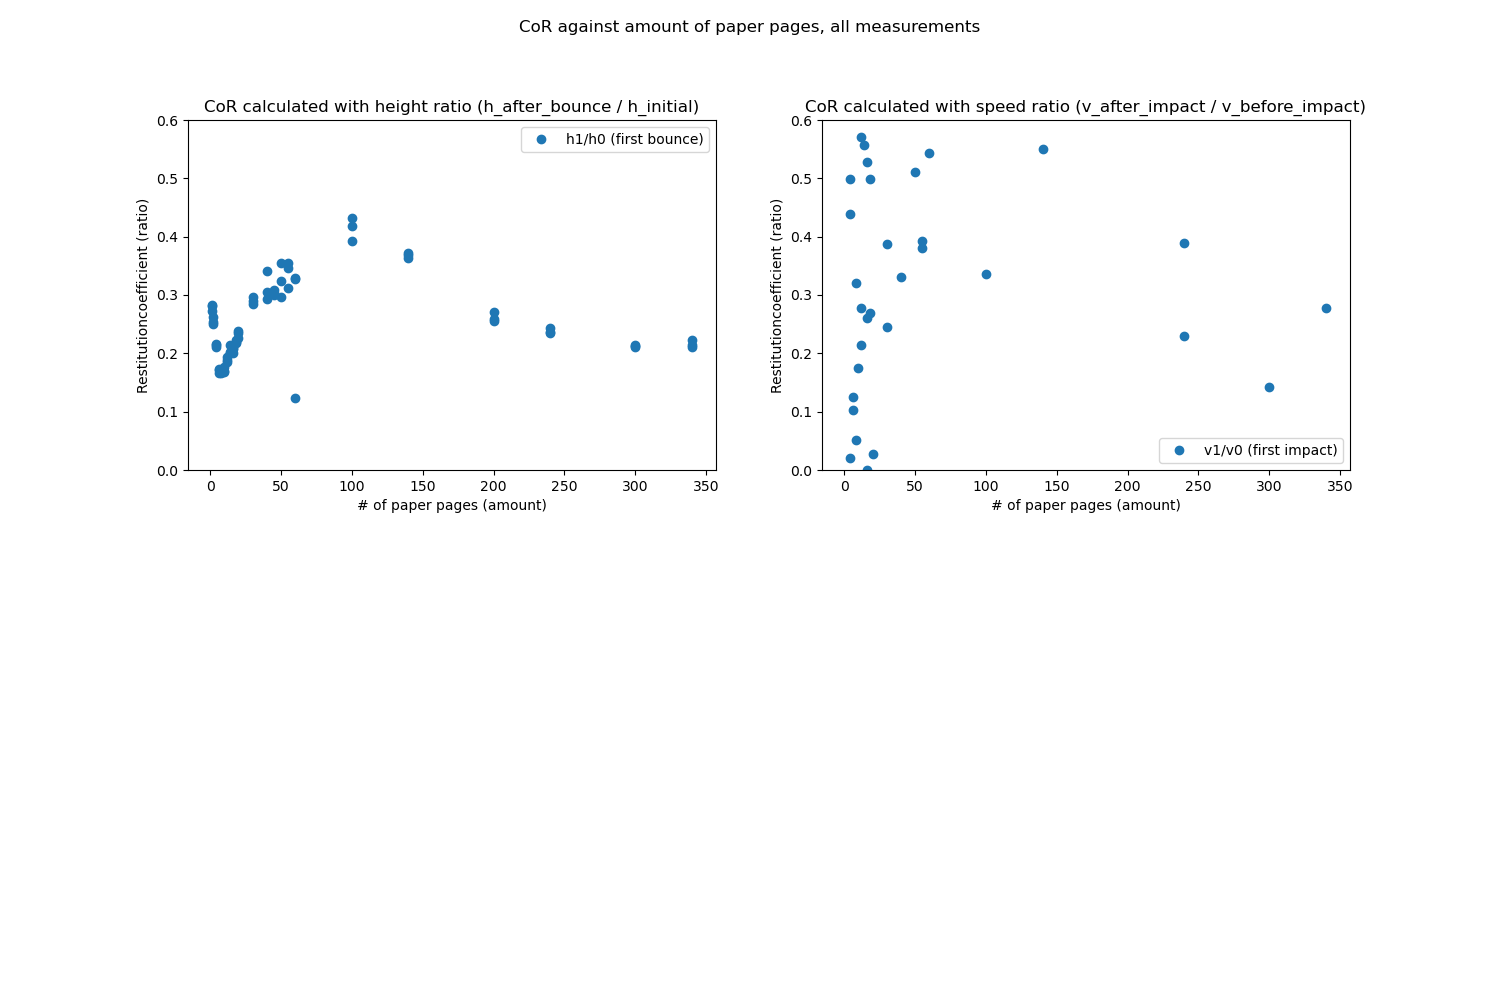 CoR against amount of paper pages, all measurements
CoR calculated with height ratio (h_after_bounce / h_initial)
0.6
0.5
0.4
0.3
0.2
0.1
0.0
Restitutioncoefficient (ratio)
h1/h0 (first bounce)
0 50 100 150 200 250 300 350
# of paper pages (amount)
CoR calculated with speed ratio (v_after_impact / v_before_impact)
0.6
0.5
0.4
0.3
0.2
0.1
0.0
Restitutioncoefficient (ratio)
v1/v0 (first impact)
0 50 100 150 200 250 300 350
# of paper pages (amount)